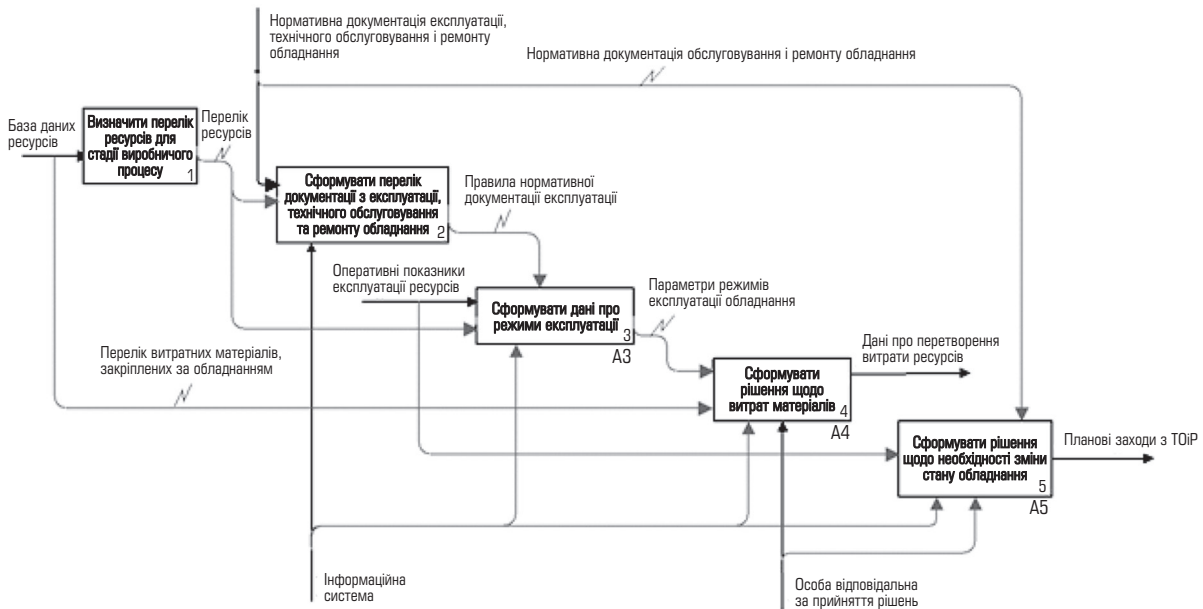 Нормативна документація експлуатації,
технічного обслуговування і ремонту
обладнання
Нормативна документація обслуговування і ремонту обладнання
База даних
ресурсів
Визначити перелік
ресурсів для
стадії виробничого
процесу
1
Перелік
ресурсів
Сформувати перелік
документації з експлуатації,
технічного обслуговування
та ремонту обладнання
2
Правила нормативної
документації експлуатації
Оперативні показники
експлуатації ресурсів
Сформувати дані про
режими експлуатації
3
A3
Параметри режимів
експлуатації обладнання
Перелік витратних матеріалів,
закріплених за обладнанням
Сформувати
рішення щодо
витрат матеріалів
4
A4
Дані про перетворення
витрати ресурсів
Сформувати рішення
щодо необхідності зміни
стану обладнання
5
A5
Планові заходи з ТОіР
Інформаційна
система
Особа відповідальна
за прийняття рішень